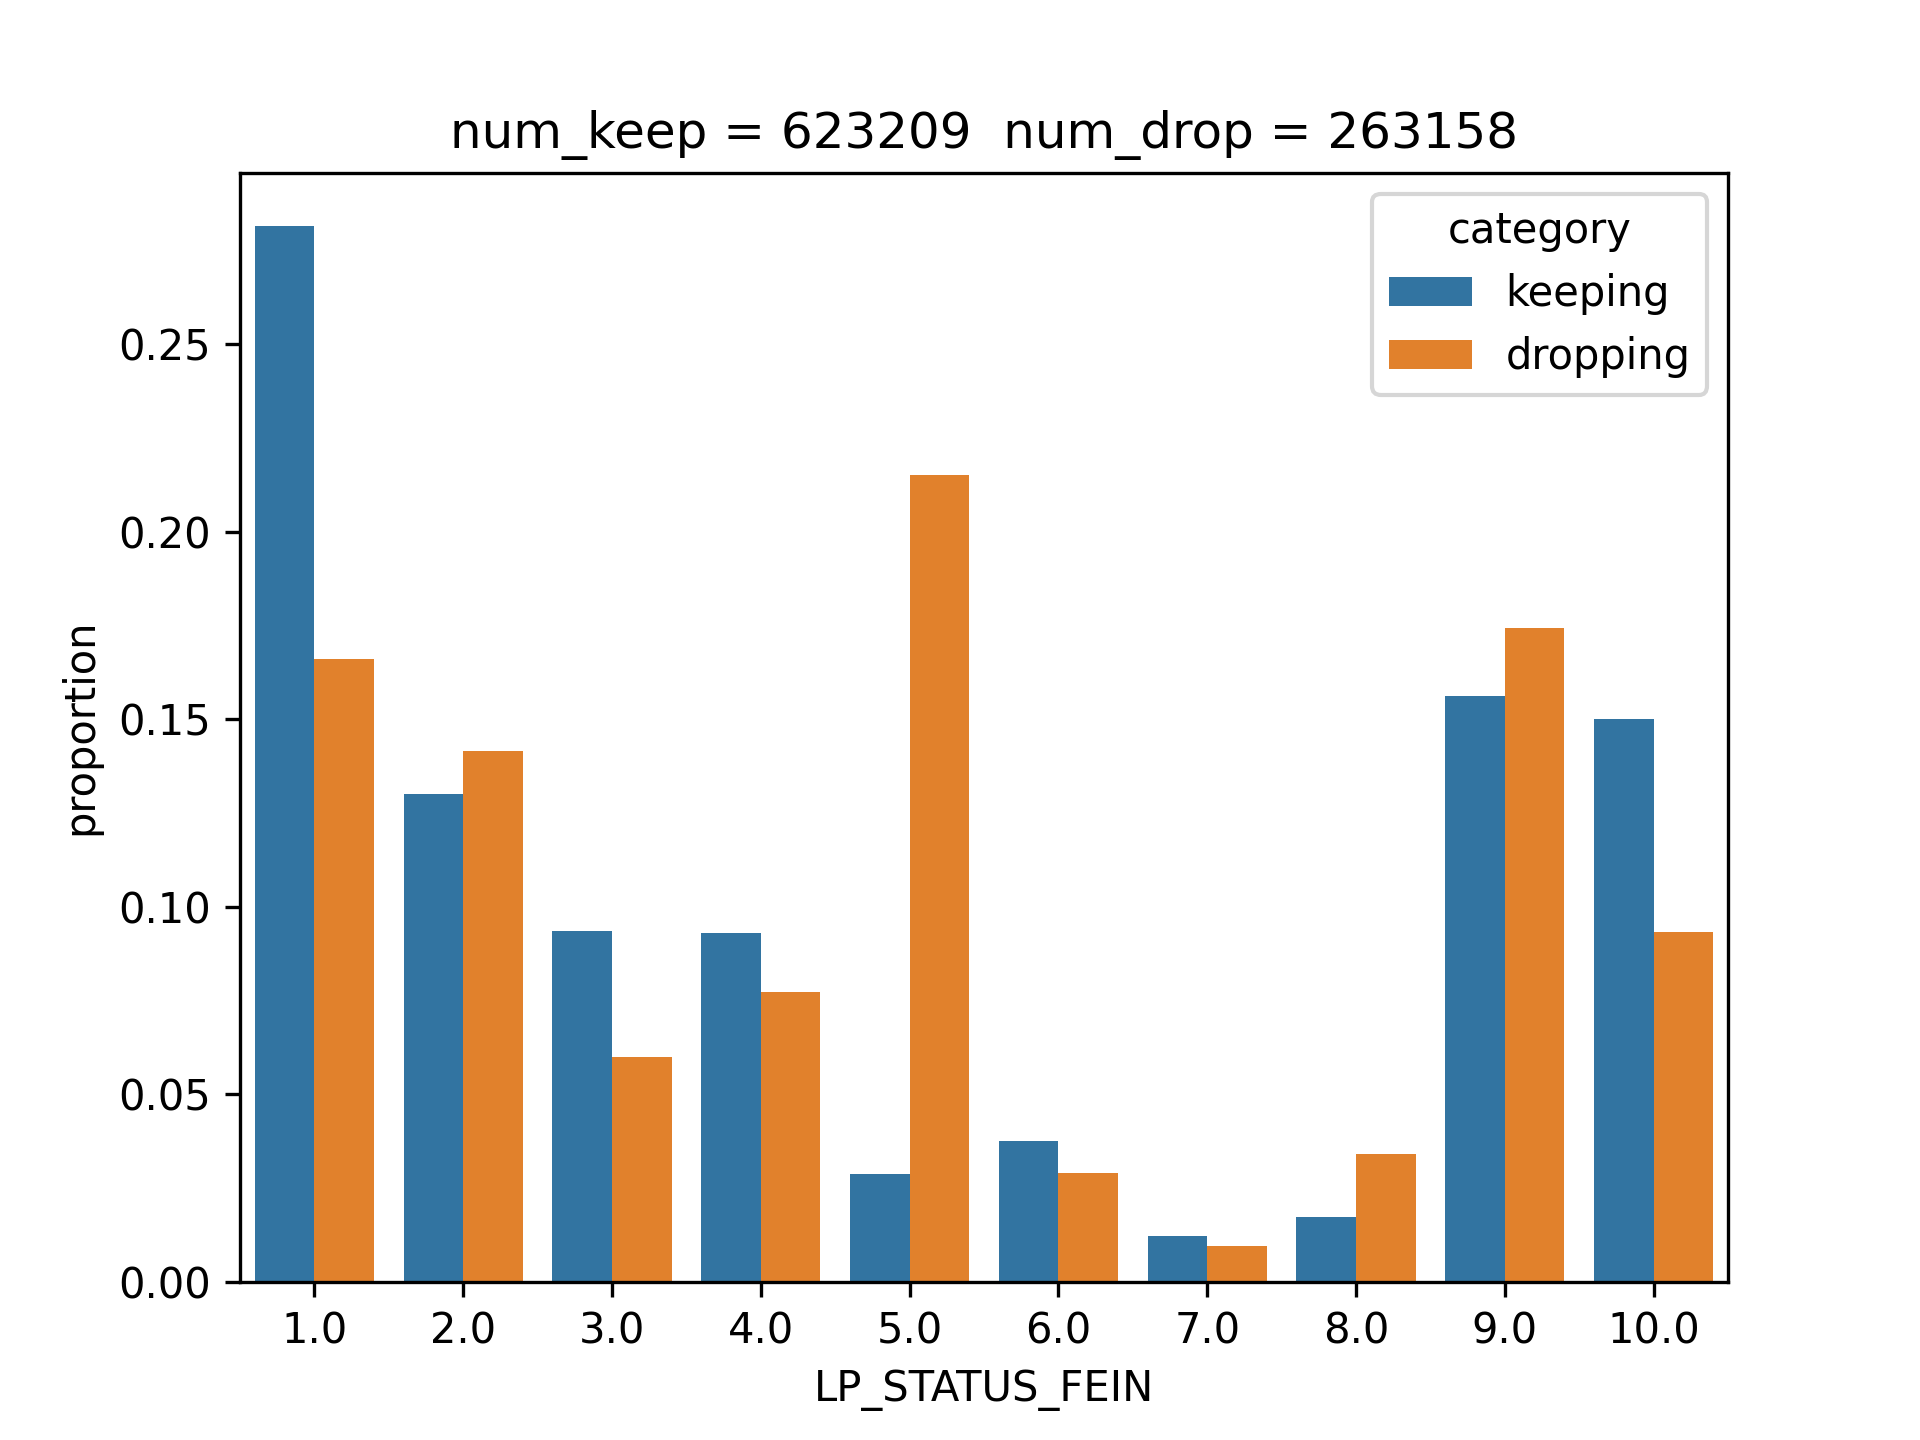 num_keep = 623209  num_drop = 263158
category
keeping
dropping
0.25
0.20
0.15
0.10
0.05
0.00
proportion
1.0 2.0 3.0 4.0 5.0 6.0 7.0 8.0 9.0 10.0
LP_STATUS_FEIN